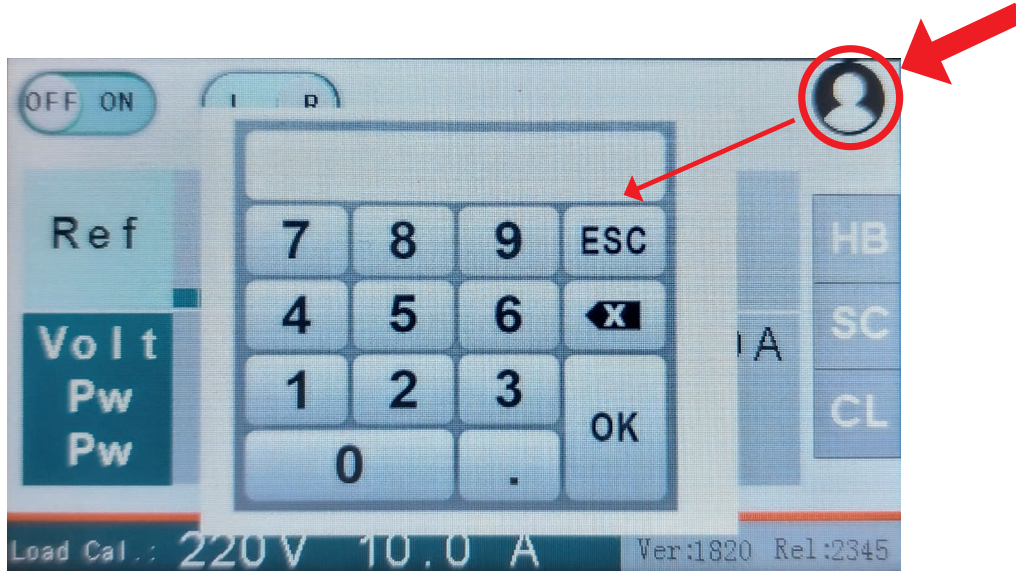 OFF ON
Ref
7 8 9 ESC
HB
4 5 6 X
SC
Volt
A
1 2 3
Pw
CL
OK
Pw
0 .
Load Cal.: 220V 10.0 A Ver:1820 Rel:2345